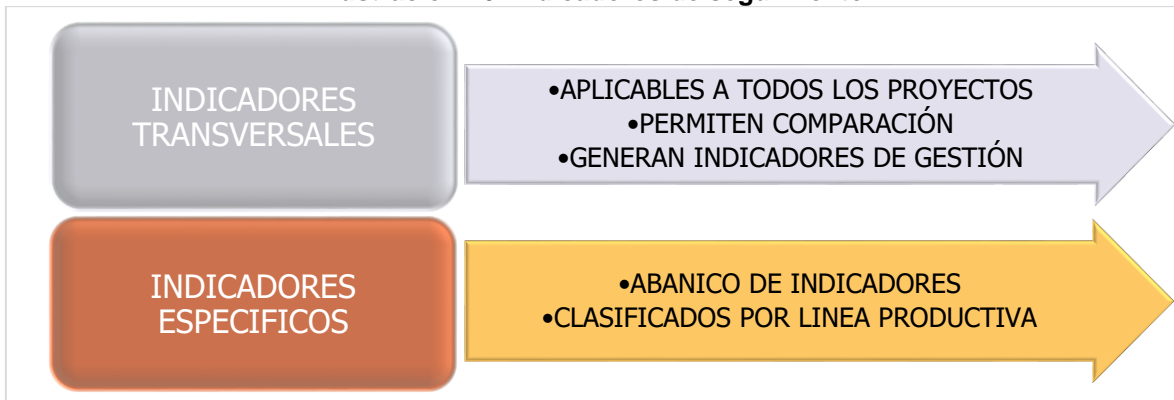 INDICADORES
TRANSVERSALES
•APLICABLES A TODOS LOS PROYECTOS
•PERMITEN COMPARACIÓN
•GENERAN INDICADORES DE GESTIÓN
INDICADORES
ESPECIFICOS
•ABANICO DE INDICADORES
•CLASIFICADOS POR LINEA PRODUCTIVA